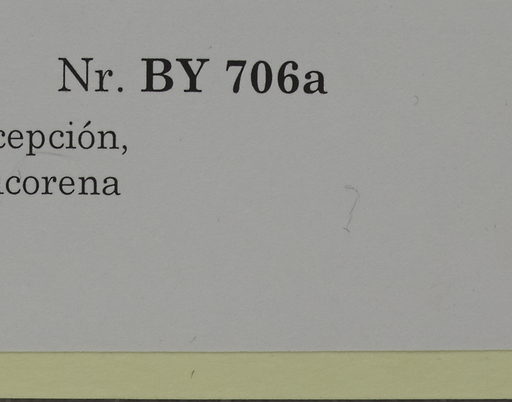 Nr. BY 706a
cepción,
corena